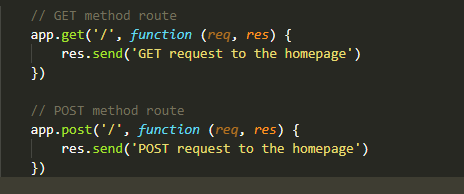 // GET method route
app.get('/', function (req, res) {
    res.send('GET request to the homepage')
})

// POST method route
app.post('/', function (req, res) {
    res.send('POST request to the homepage')
})